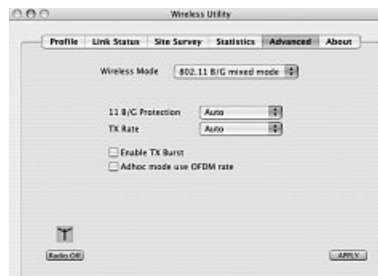 Wireless Utility
Profile Link Status Site Survey Statistics Advanced About
Wireless Mode 802.11 B/G mixed mode
11 B/G Protection Auto
TX Rate Auto
Enable TX Burst
Adhoc mode use OFDM rate
Radio Off
APPLY